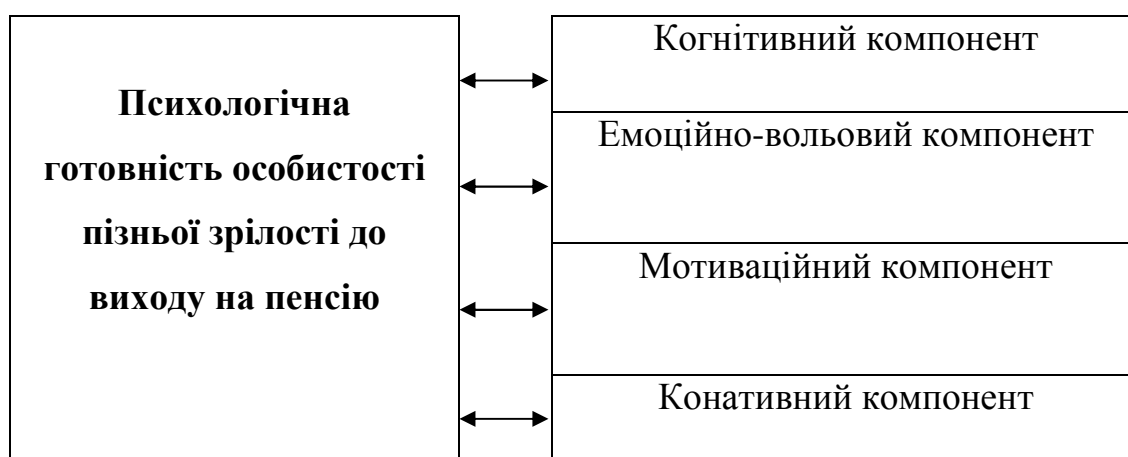 Психологічна
готовність особистості
пізньої зрілості до
виходу на пенсію
Когнітивний компонент
Емоційно-вольовий компонент
Мотиваційний компонент
Конативний компонент